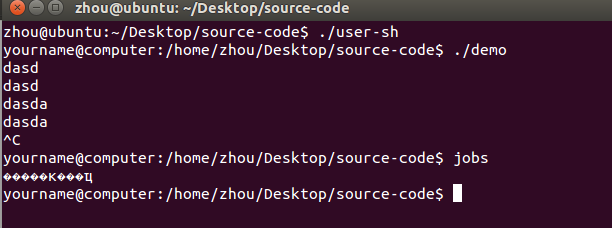 zhou@ubuntu: ~/Desktop/source-code
zhou@ubuntu:~/Desktop/source-code$ ./user-sh
yourname@computer:/home/zhou/Desktop/source-code$ ./demo
dasd
dasd
dasda
dasda
^C
yourname@computer:/home/zhou/Desktop/source-code$ jobs
�����κ���ҵ
yourname@computer:/home/zhou/Desktop/source-code$